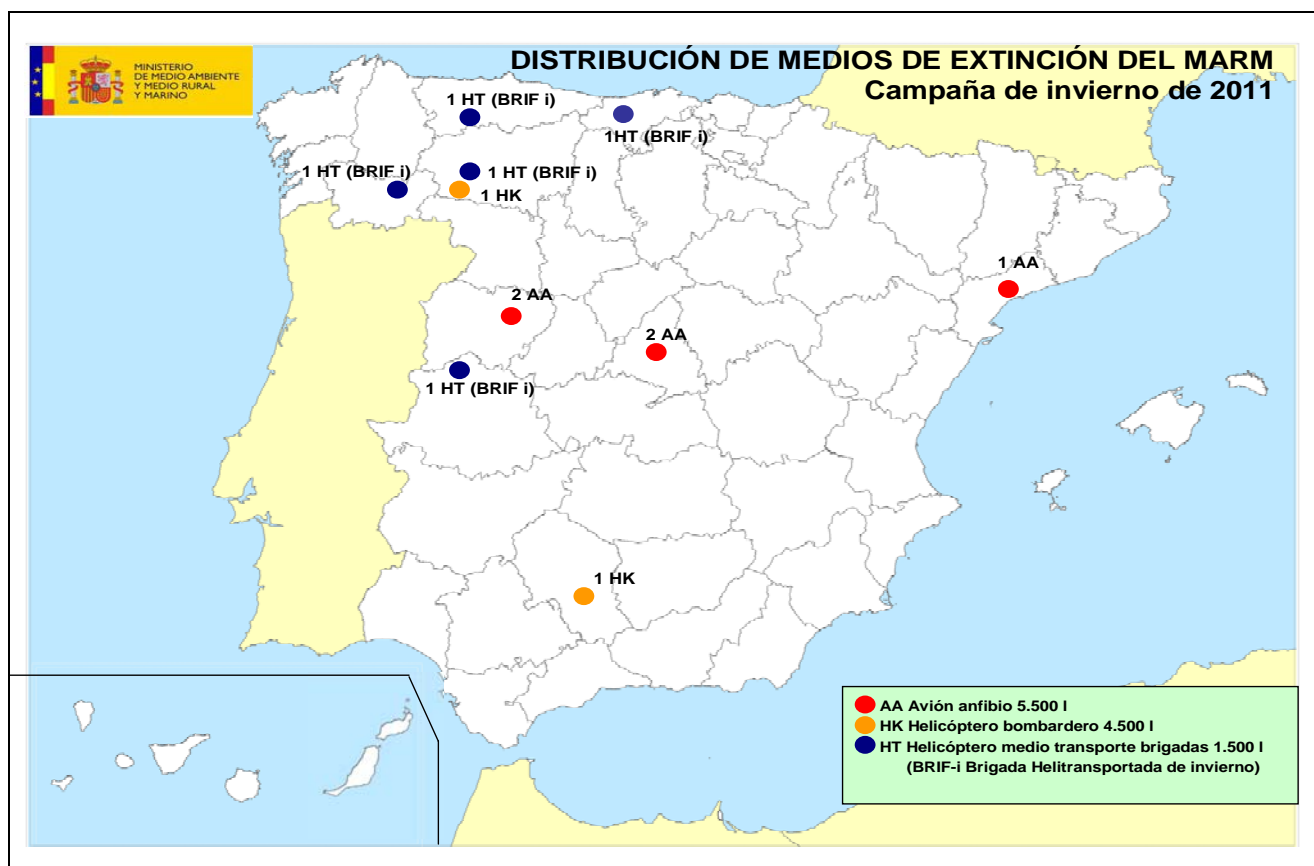 MINISTERIO
DE MEDIO AMBIENTE
Y MEDIO RURAL
Y MARINO
DISTRIBUCIÓN DE MEDIOS DE EXTINCIÓN DEL MARM
Campaña de invierno de 2011
1 HT (BRIF i)
1HT (BRIF i)
1 HT (BRIF i)
1 HT (BRIF i)
1 HK
1 AA
2 AA
2 AA
1 HT (BRIF i)
1 HK
AA Avión anfibio 5.500 l
HK Helicóptero bombardero 4.500 l
HT Helicóptero medio transporte brigadas 1.500 l
(BRIF-i Brigada Helitransportada de invierno)